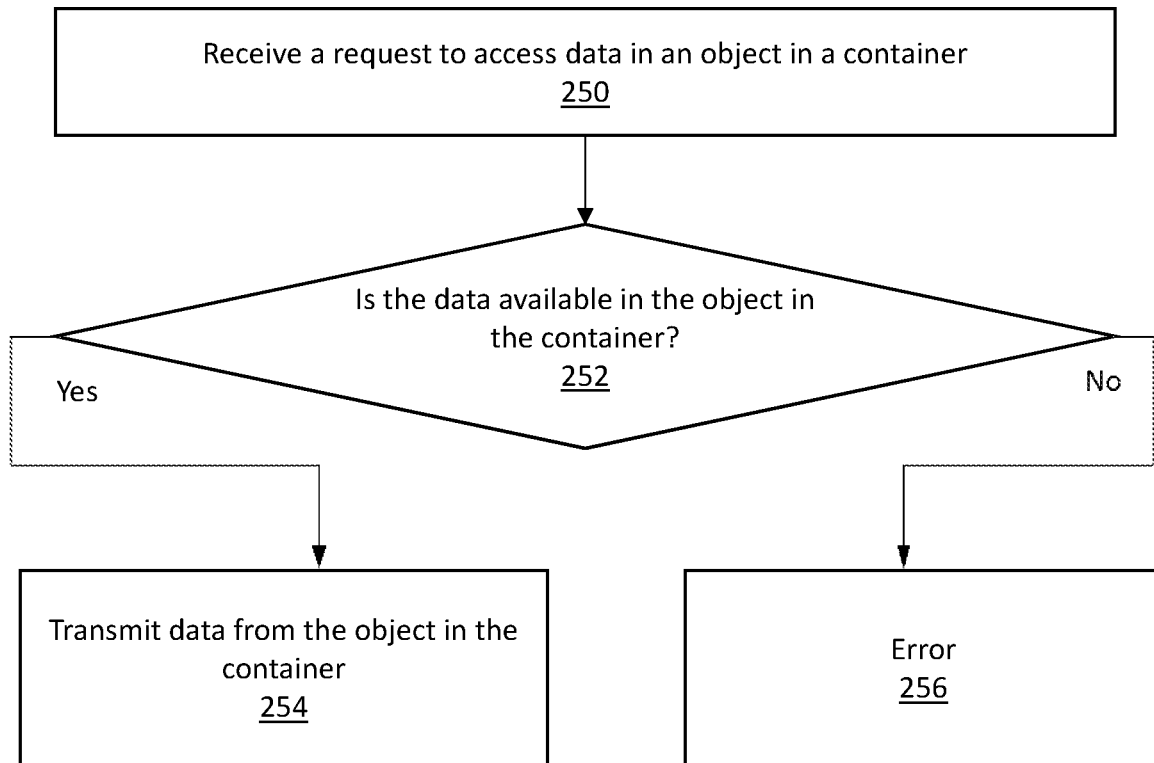 Receive a request to access data in an object in a container
250
Is the data available in the object in
the container?
252
Yes
No
Transmit data from the object in the
container
254
Error
256